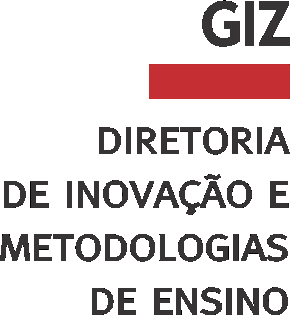 GIZ
DIRETORIA
DE INOVAÇÃO E
METODOLOGIAS
DE ENSINO